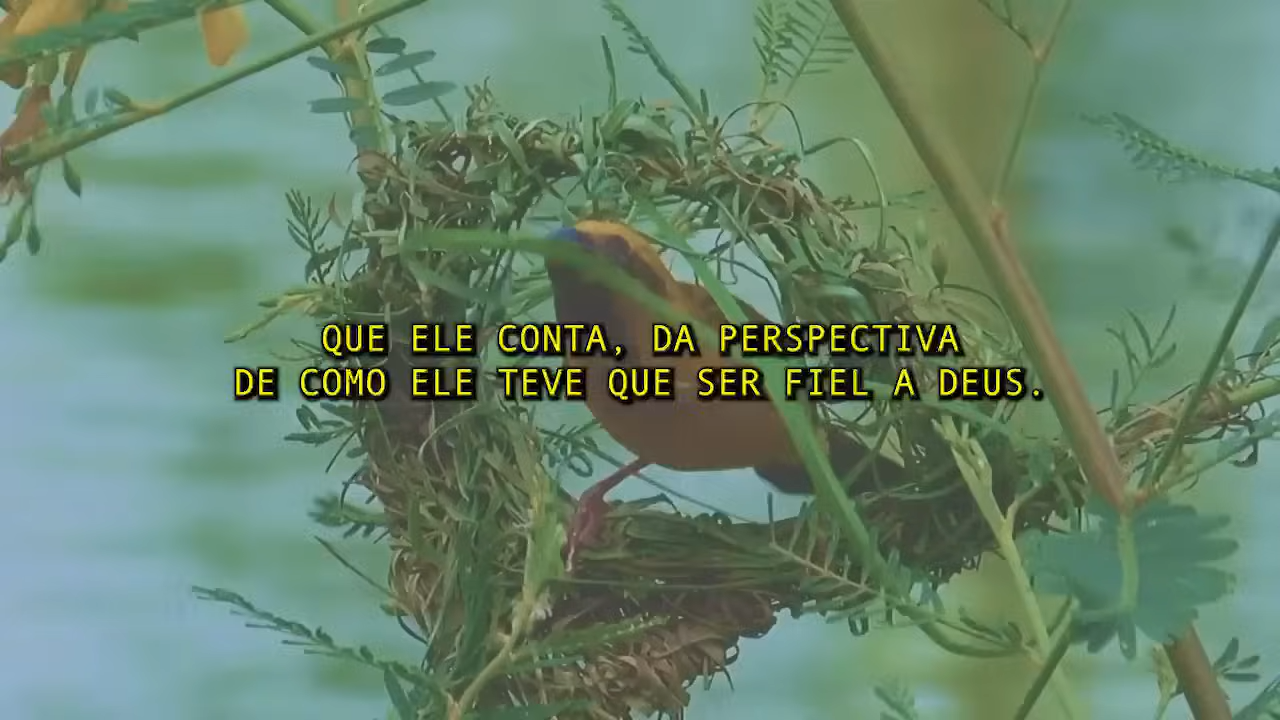 QUE ELE CONTA, DA PERSPECTIVA
DE COMO ELE TEVE QUE SER FIEL A DEUS.